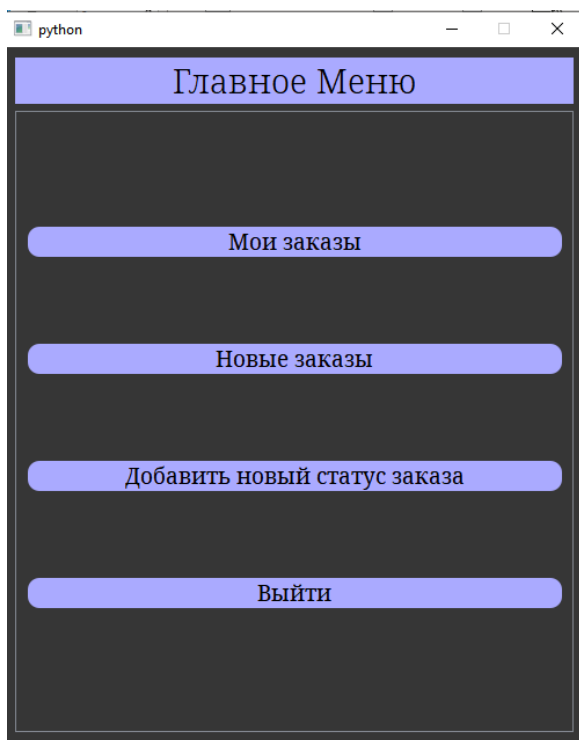 python
Главное Меню
Мои заказы
Новые заказы
Добавить новый статус заказа
Выйти